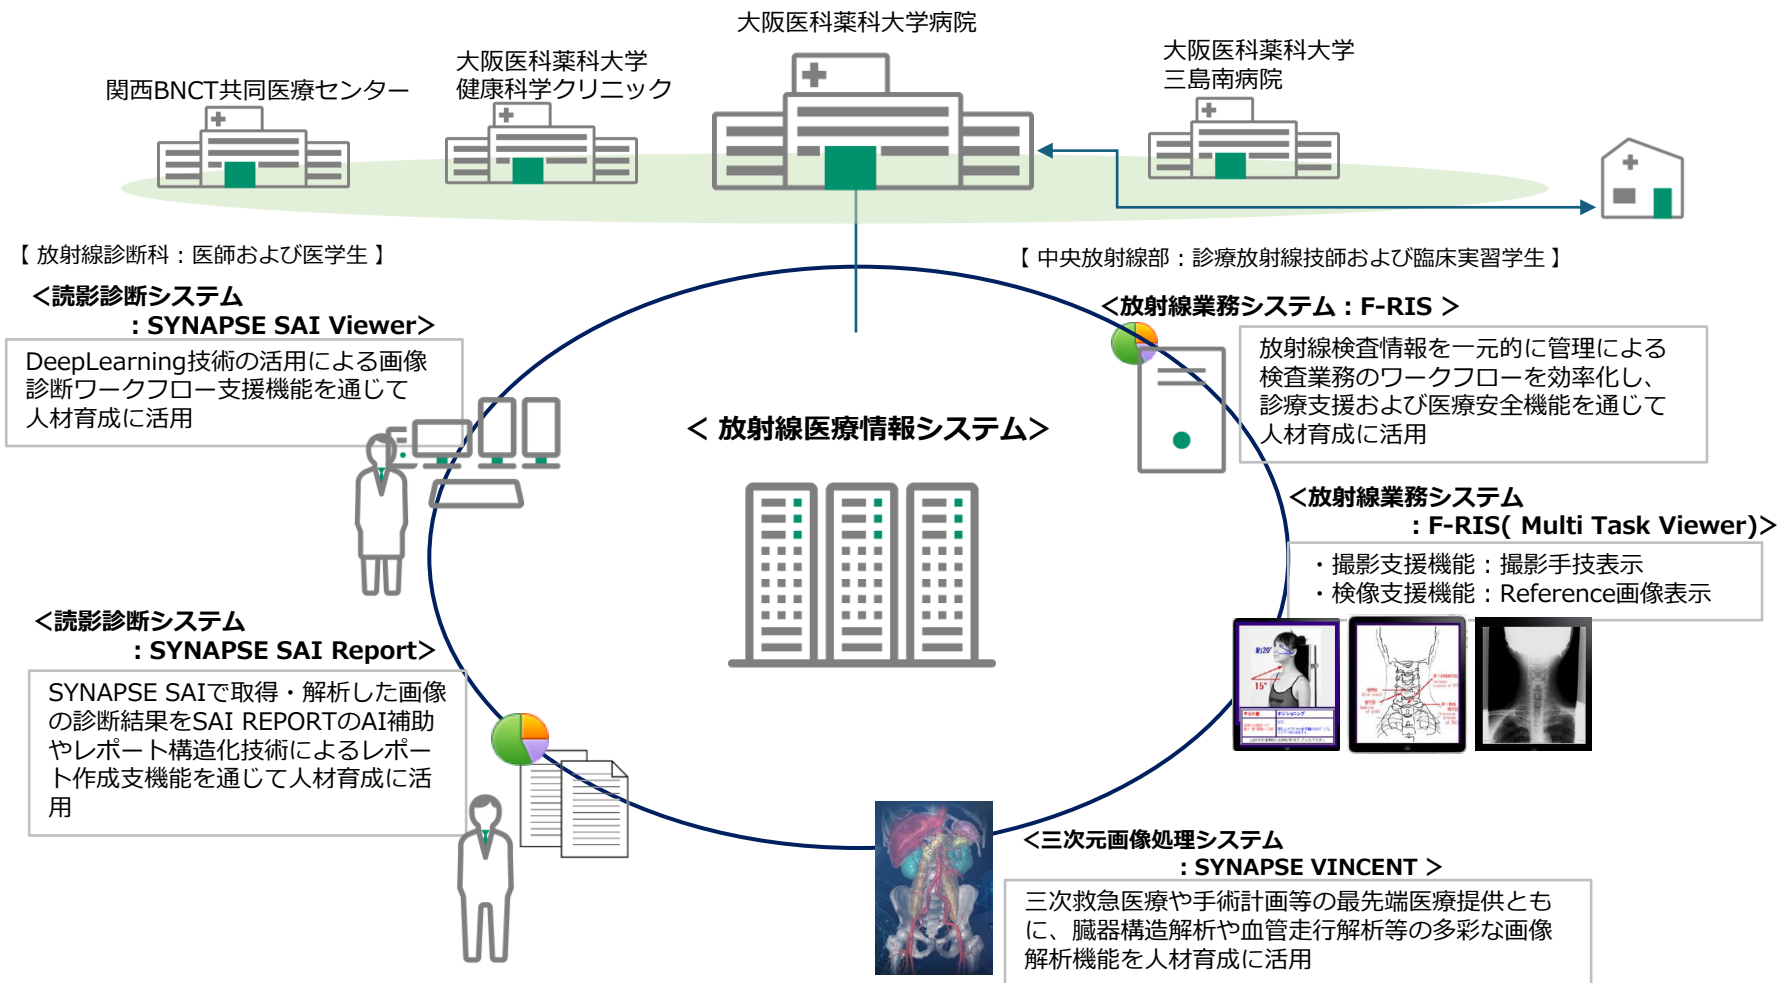 大阪医科薬科大学病院
関西BNCT共同医療センター
大阪医科薬科大学
健康科学クリニック
大阪医科薬科大学
三島南病院
【 放射線診断科：医師および医学生 】
【 中央放射線部：診療放射線技師および臨床実習学生 】
＜読影診断システム
：SYNAPSE SAI Viewer＞
DeepLearning技術の活用による画像
診断ワークフロー支援機能を通じて
人材育成に活用
＜放射線業務システム：F-RIS ＞
放射線検査情報を一元的に管理による
検査業務のワークフローを効率化し、
診療支援および医療安全機能を通じて
人材育成に活用
＜ 放射線医療情報システム＞
＜放射線業務システム
：F-RIS( Multi Task Viewer)＞
・撮影支援機能：撮影手技表示
・検像支援機能：Reference画像表示
約20°
15°
ポジショニング
＜読影診断システム
：SYNAPSE SAI Report＞
SYNAPSE SAIで取得・解析した画像
の診断結果をSAI REPORTのAI補助
やレポート構造化技術によるレポー
ト作成支機能を通じて人材育成に活
用
＜三次元画像処理システム
：SYNAPSE VINCENT ＞
三次救急医療や手術計画等の最先端医療提供とも
に、臓器構造解析や血管走行解析等の多彩な画像
解析機能を人材育成に活用